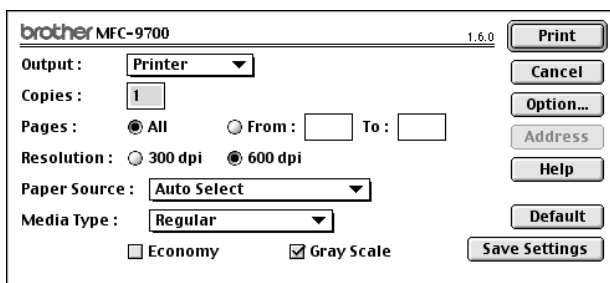 brother MFC-9700 1.6.0 Print
Output : Printer Cancel
Copies : 1 Option...
Pages : All From : To : Address
Resolution : 300 dpi 600 dpi Help
Paper Source : Auto Select
Media Type : Regular Default
Economy Gray Scale Save Settings